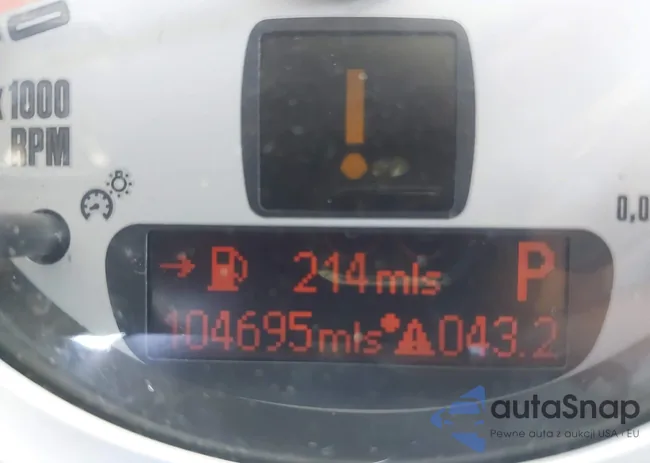 x 1000
RPM
0,0
→ 214 mls P
104695 mls 043.2
autaSnap
Pewne auta z aukcji USA i EU